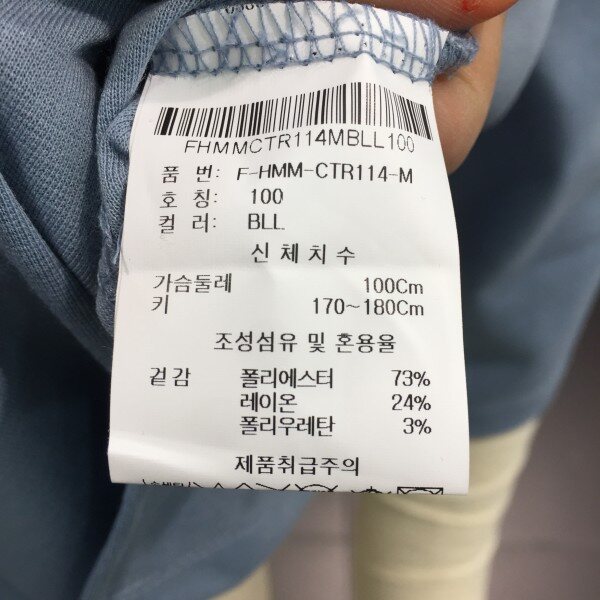 FHMMCTR114MBLL100
품 번: F-HMM-CTR114-M
호 칭: 100
컬 러: BLL
신체치수
가슴둘레 100Cm
키 170~180Cm
조성섬유 및 혼용율
겉감 폴리에스터 73%
레이온 24%
폴리우레탄 3%
제품취급주의